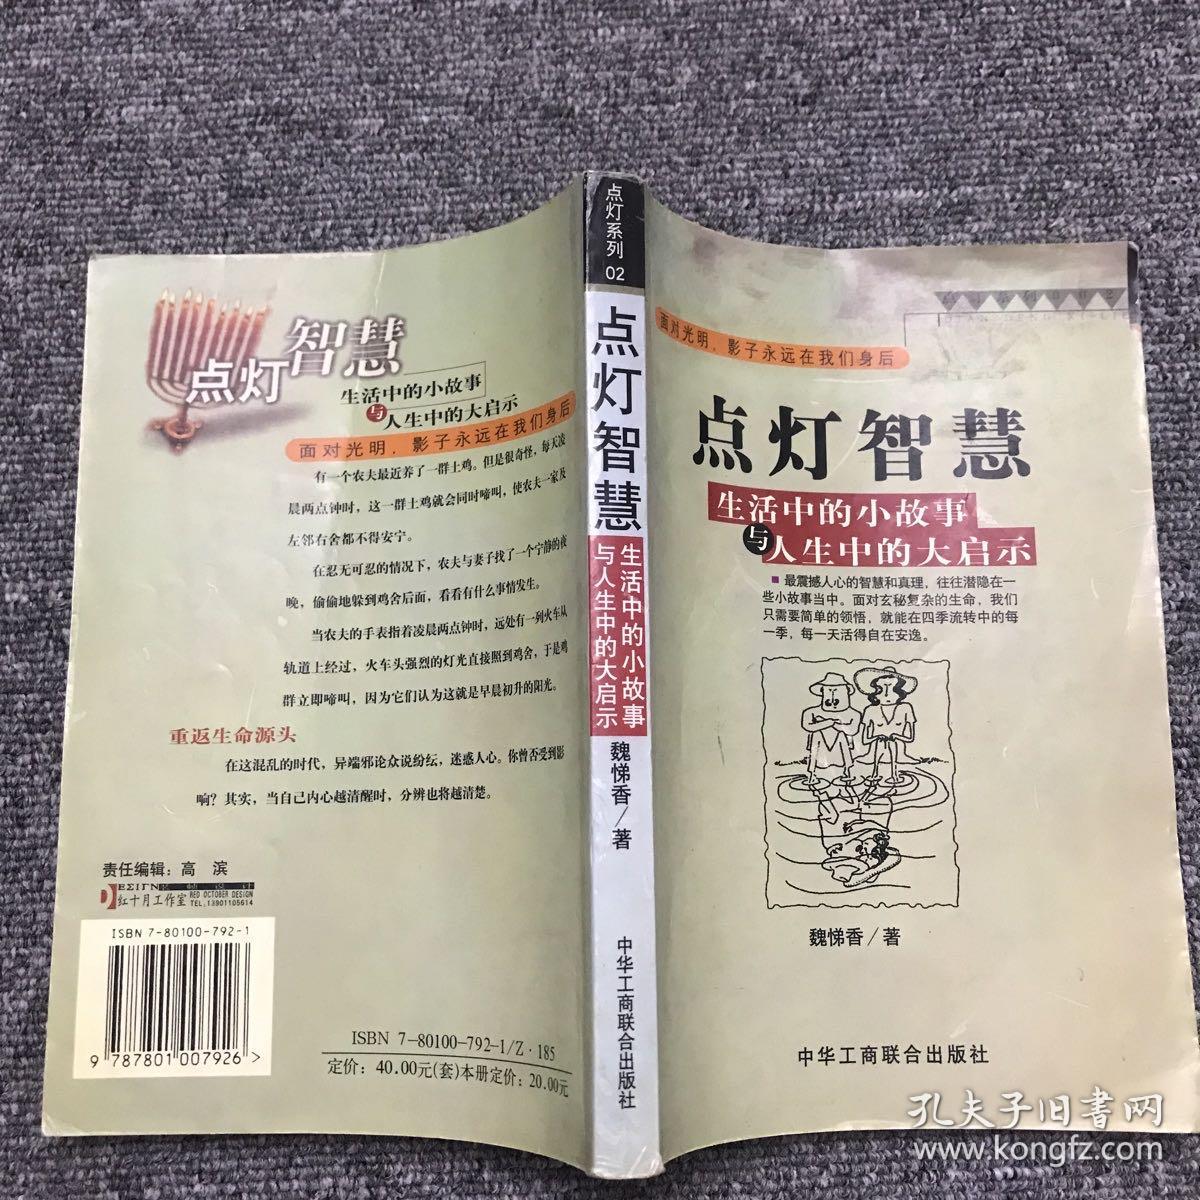 点灯智慧
生活中的小故事
与人生中的大启示
面对光明，影子永远在我们身后
有一个农夫最近养了一群土鸡。但是很奇怪，每天凌
晨两点钟时，这一群土鸡就会同时啼叫，使农夫一家及
左邻右舍都不得安宁。
在忍无可忍的情况下，农夫与妻子找了一个宁静的夜
晚，偷偷地躲到鸡舍后面，看看有什么事情发生。
当农夫的手表指着凌晨两点钟时，远处有一列火车从
轨道上经过，火车头强烈的灯光直接照到鸡舍，于是鸡
群立即啼叫，因为它们认为这就是早晨初升的阳光。
重返生命源头
在这混乱的时代，异端邪论众说纷纭，迷惑人心。你曾否受到影
响？其实，当自己内心越清醒时，分辨也将越清楚。
责任编辑：高 滨
红十月工作室
RED OCTOBER DESIGN
TEL:13901105614
ISBN 7-80100-792-1
9 787801 007926 >
ISBN 7-80100-792-1/Z·185
定价：40.00元(套)本册定价：20.00元
点灯系列
02
点灯智慧
生活中的小故事
与人生中的大启示
魏悌香/著
中华工商联合出版社
面对光明，影子永远在我们身后
点灯智慧
生活中的小故事
与人生中的大启示
■ 最震撼人心的智慧和真理，往往潜隐在一
些小故事当中。面对玄秘复杂的生命，我们
只需要简单的领悟，就能在四季流转中的每
一季，每一天活得自在安逸。
魏悌香/著
中华工商联合出版社
孔夫子旧书网
www.kongfz.com